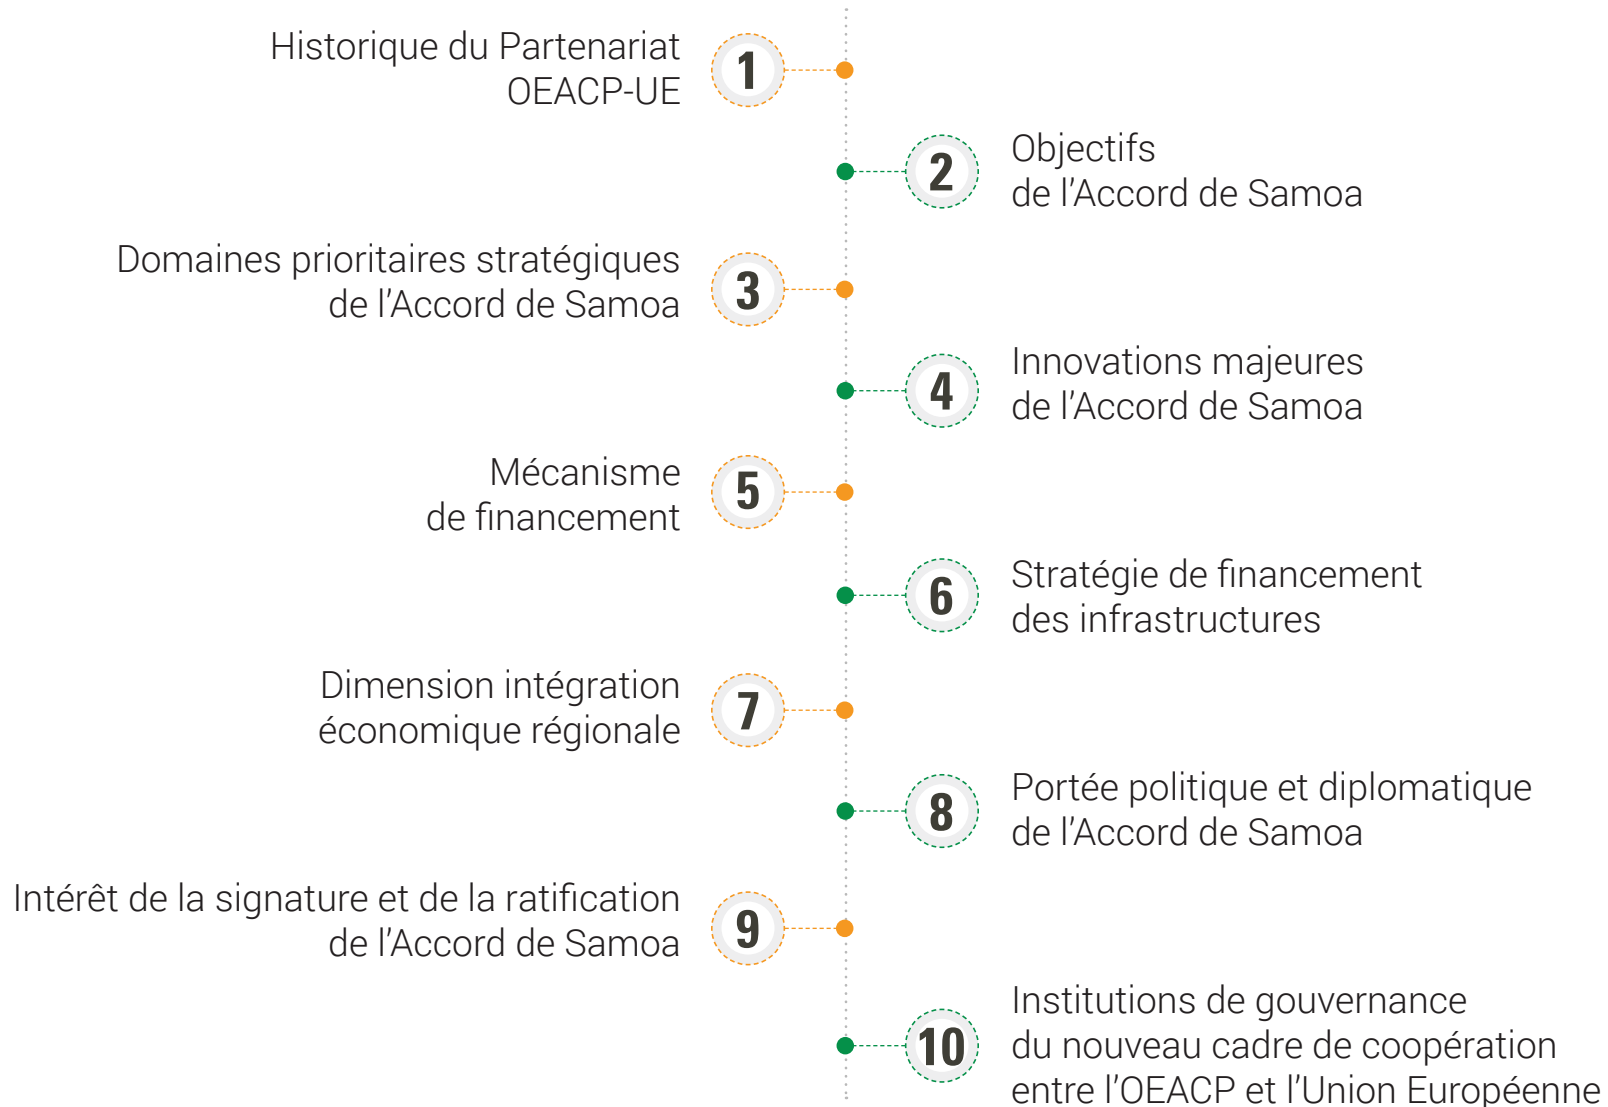 Historique du Partenariat
OEACP-UE
1
2
Objectifs
de l'Accord de Samoa
Domaines prioritaires stratégiques
de l'Accord de Samoa
3
4
Innovations majeures
de l'Accord de Samoa
Mécanisme
de financement
5
6
Stratégie de financement
des infrastructures
Dimension intégration
économique régionale
7
8
Portée politique et diplomatique
de l'Accord de Samoa
Intérêt de la signature et de la ratification
de l'Accord de Samoa
9
10
Institutions de gouvernance
du nouveau cadre de coopération
entre l'OEACP et l'Union Européenne